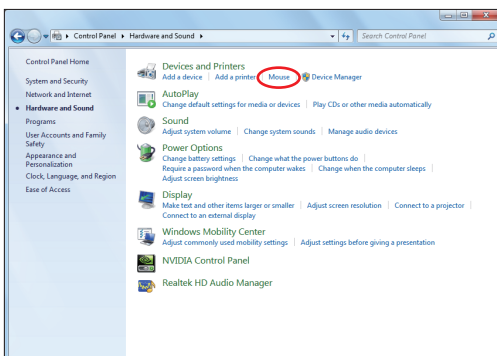 Control Panel ▸ Hardware and Sound ▸
Search Control Panel
Control Panel Home
System and Security
Network and Internet
Hardware and Sound
Programs
User Accounts and Family
Safety
Appearance and
Personalization
Clock, Language, and Region
Ease of Access
Devices and Printers
Add a device | Add a printer | Mouse | Device Manager
AutoPlay
Change default settings for media or devices | Play CDs or other media automatically
Sound
Adjust system volume | Change system sounds | Manage audio devices
Power Options
Change battery settings | Change what the power buttons do |
Require a password when the computer wakes | Change when the computer sleeps |
Adjust screen brightness
Display
Make text and other items larger or smaller | Adjust screen resolution | Connect to a projector |
Connect to an external display
Windows Mobility Center
Adjust commonly used mobility settings | Adjust settings before giving a presentation
NVIDIA Control Panel
Realtek HD Audio Manager